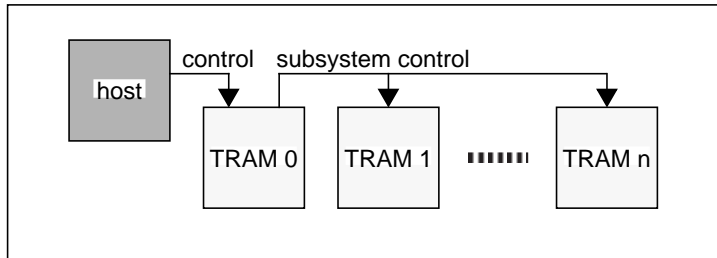 control
subsystem control
host
TRAM 0
TRAM 1
TRAM n